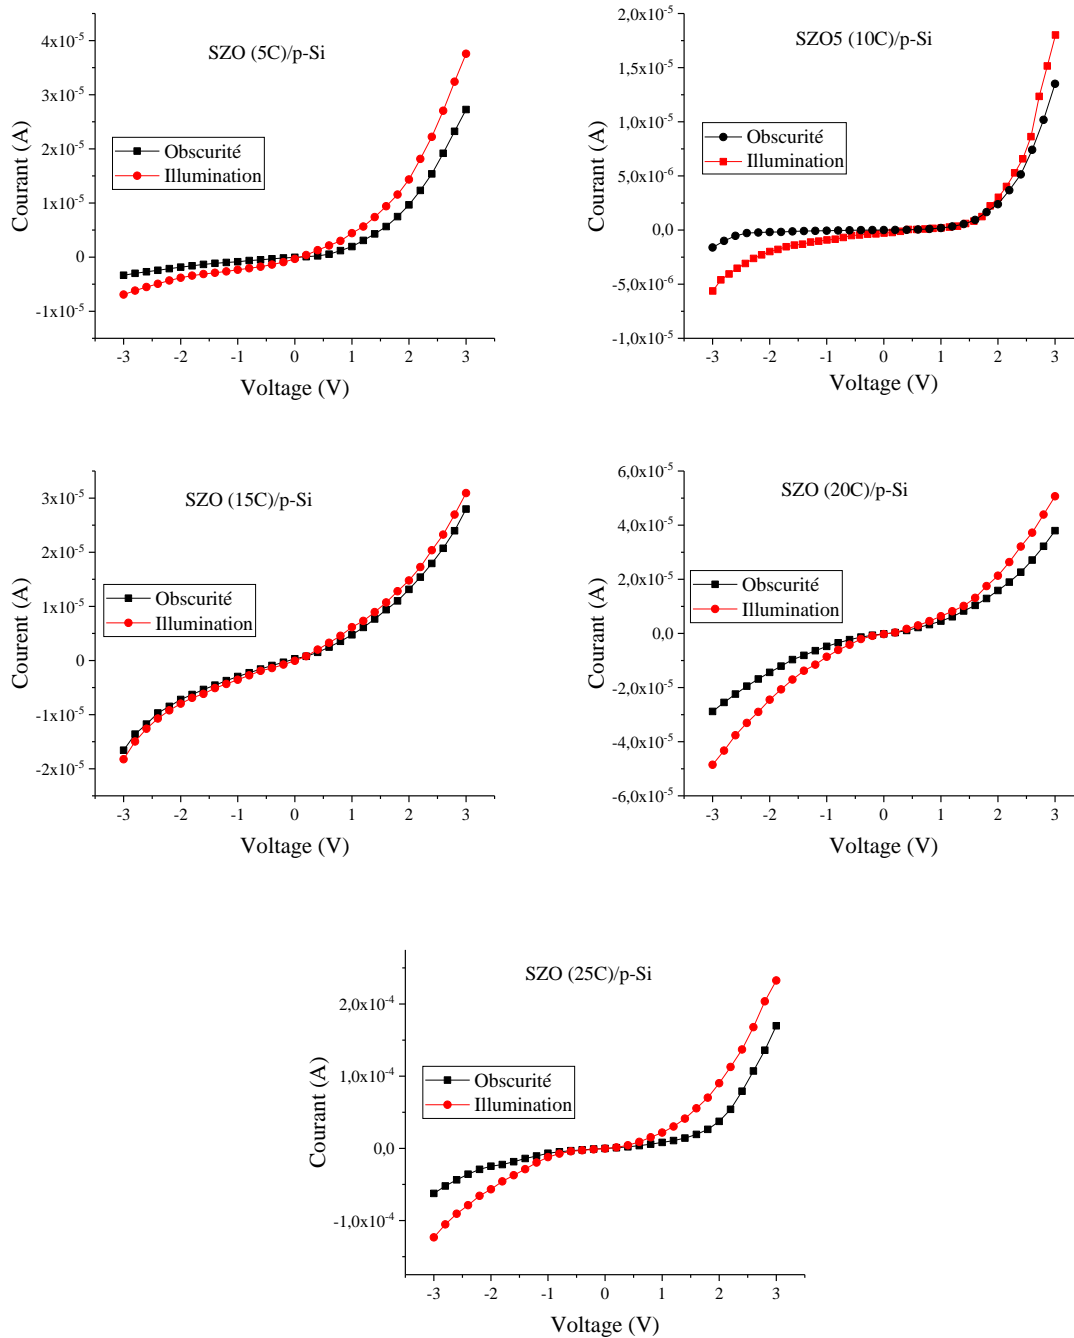 SZO (5C)/p-Si
4x10⁻⁵
3x10⁻⁵
2x10⁻⁵
1x10⁻⁵
0
-1x10⁻⁵
Courant (A)
Obscurité
Illumination
-3 -2 -1 0 1 2 3
Voltage (V)
SZO5 (10C)/p-Si
2,0x10⁻⁵
1,5x10⁻⁵
1,0x10⁻⁵
5,0x10⁻⁶
0,0
-5,0x10⁻⁶
-1,0x10⁻⁵
Courant (A)
Obscurité
Illumination
-3 -2 -1 0 1 2 3
Voltage (V)
SZO (15C)/p-Si
3x10⁻⁵
2x10⁻⁵
1x10⁻⁵
0
-1x10⁻⁵
-2x10⁻⁵
Courent (A)
Obscurité
Illumination
-3 -2 -1 0 1 2 3
Voltage (V)
SZO (20C)/p-Si
6,0x10⁻⁵
4,0x10⁻⁵
2,0x10⁻⁵
0,0
-2,0x10⁻⁵
-4,0x10⁻⁵
-6,0x10⁻⁵
Courant (A)
Obscurité
Illumination
-3 -2 -1 0 1 2 3
Voltage (V)
SZO (25C)/p-Si
2,0x10⁻⁴
1,0x10⁻⁴
0,0
-1,0x10⁻⁴
Courant (A)
Obscurité
Illumination
-3 -2 -1 0 1 2 3
Voltage (V)